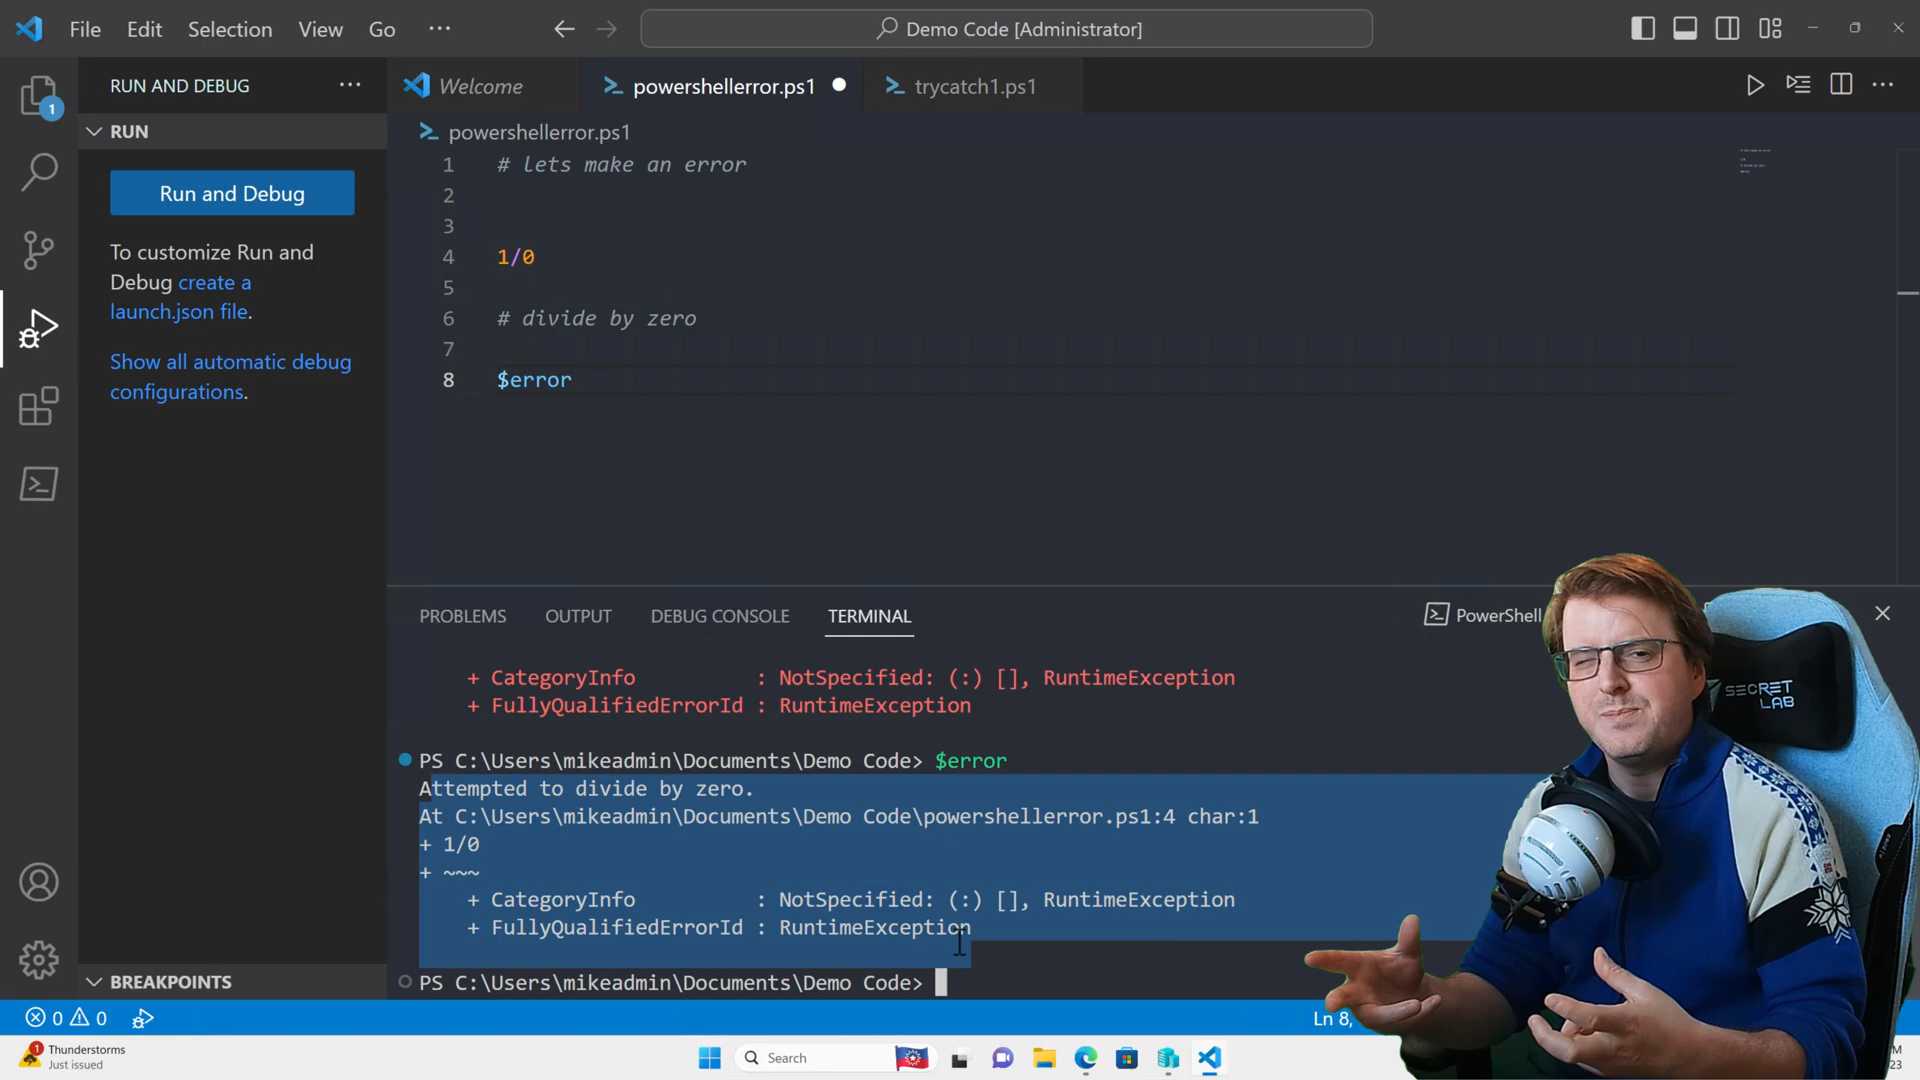 File Edit Selection View Go ···
Demo Code [Administrator]
RUN AND DEBUG ···
RUN
Run and Debug
To customize Run and
Debug create a
launch.json file.
Show all automatic debug
configurations.
BREAKPOINTS
1
Welcome
powershellerror.ps1
trycatch1.ps1
powershellerror.ps1
1 # lets make an error
2
3
4 1/0
5
6 # divide by zero
7
8 $error
PROBLEMS OUTPUT DEBUG CONSOLE TERMINAL
PowerShell
+ CategoryInfo : NotSpecified: (:) [], RuntimeException
+ FullyQualifiedErrorId : RuntimeException
PS C:\Users\mikeadmin\Documents\Demo Code> $error
Attempted to divide by zero.
At C:\Users\mikeadmin\Documents\Demo Code\powershellerror.ps1:4 char:1
+ 1/0
+ ~~~
+ CategoryInfo : NotSpecified: (:) [], RuntimeException
+ FullyQualifiedErrorId : RuntimeException
PS C:\Users\mikeadmin\Documents\Demo Code>
SECRET
LAB
0 0
Ln 8,
1
Thunderstorms
Just issued
Search
M
23